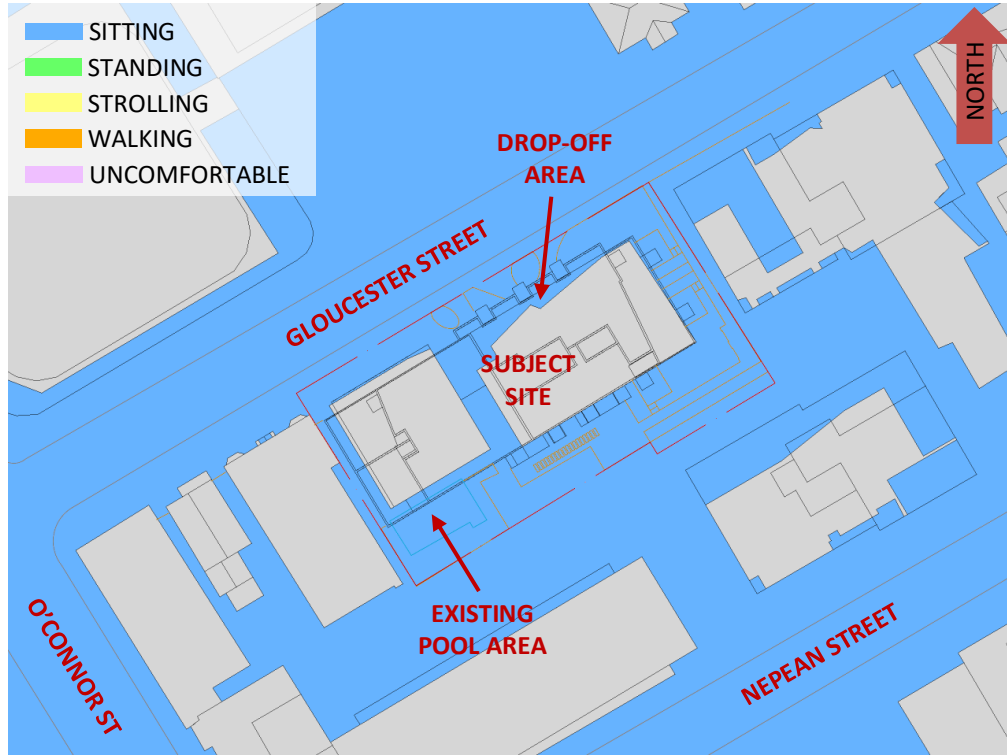 SITTING
STANDING
STROLLING
WALKING
UNCOMFORTABLE
NORTH
DROP-OFF
AREA
GLOUCESTER STREET
SUBJECT
SITE
EXISTING
POOL AREA
O'CONNOR ST
NEPEAN STREET